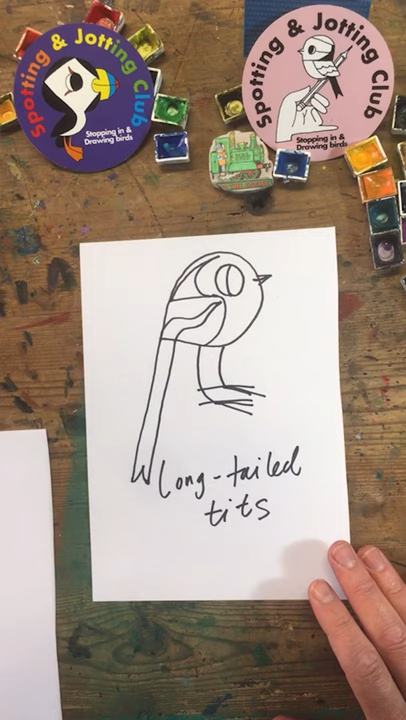 Spotting & Jotting Club
Stopping in &
Drawing birds
Spotting & Jotting Club
Stopping in &
Drawing birds
long-tailed
tits